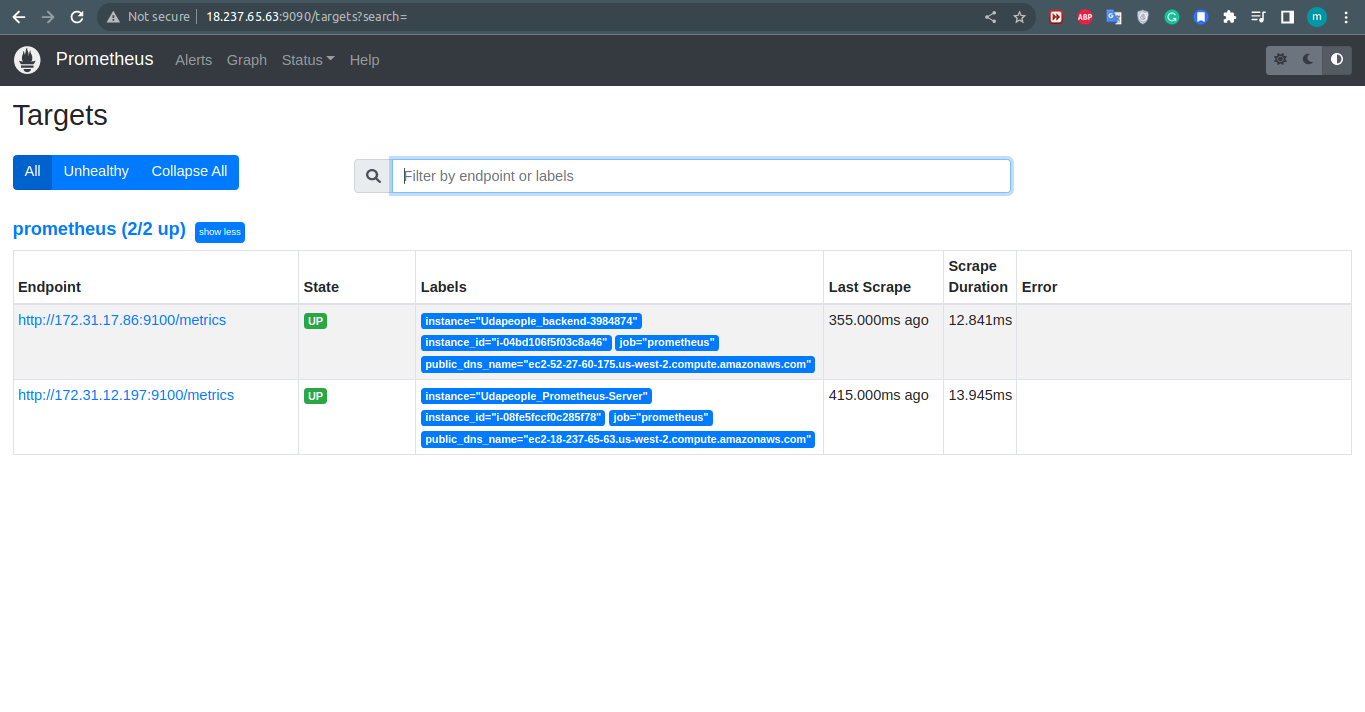 Not secure 18.237.65.63:9090/targets?search=
ABP
m
Prometheus Alerts Graph Status Help
Targets
All Unhealthy Collapse All
Filter by endpoint or labels
prometheus (2/2 up) show less
Endpoint State Labels Last Scrape Scrape Duration Error
http://172.31.17.86:9100/metrics UP instance="Udapeople_backend-3984874" 355.000ms ago 12.841ms
instance_id="i-04bd106f5f03c8a46" job="prometheus"
public_dns_name="ec2-52-27-60-175.us-west-2.compute.amazonaws.com"
http://172.31.12.197:9100/metrics UP instance="Udapeople_Prometheus-Server" 415.000ms ago 13.945ms
instance_id="i-08fe5fccf0c285f78" job="prometheus"
public_dns_name="ec2-18-237-65-63.us-west-2.compute.amazonaws.com"